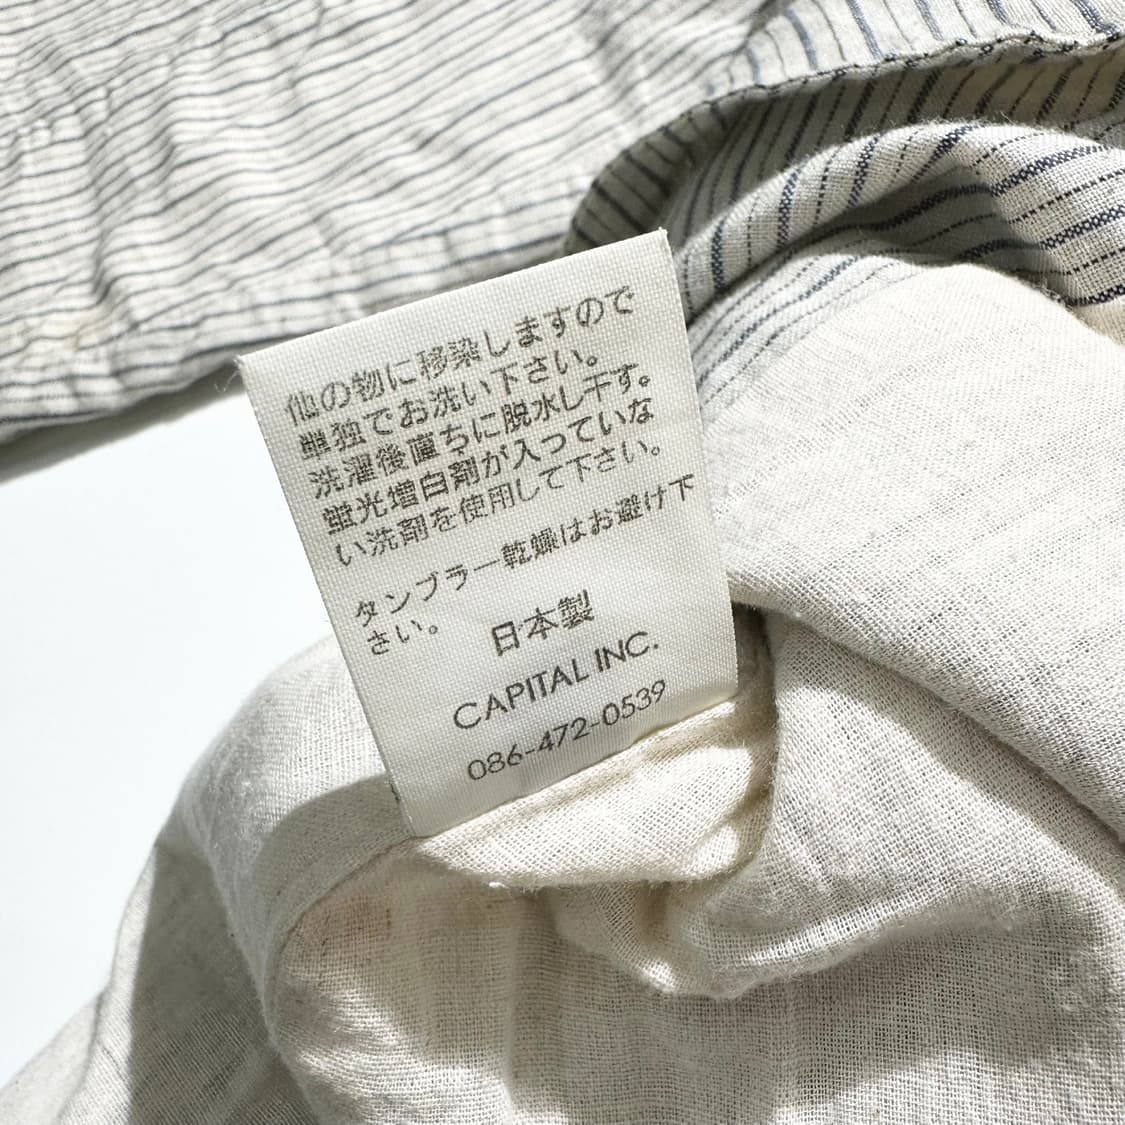 他の物に移染しますので
単独でお洗い下さい。
洗濯後直ちに脱水し干す。
蛍光増白剤が入っていな
い洗剤を使用して下さい。
タンブラー乾燥はお避け下
さい。
日本製
CAPITAL INC.
086-472-0539